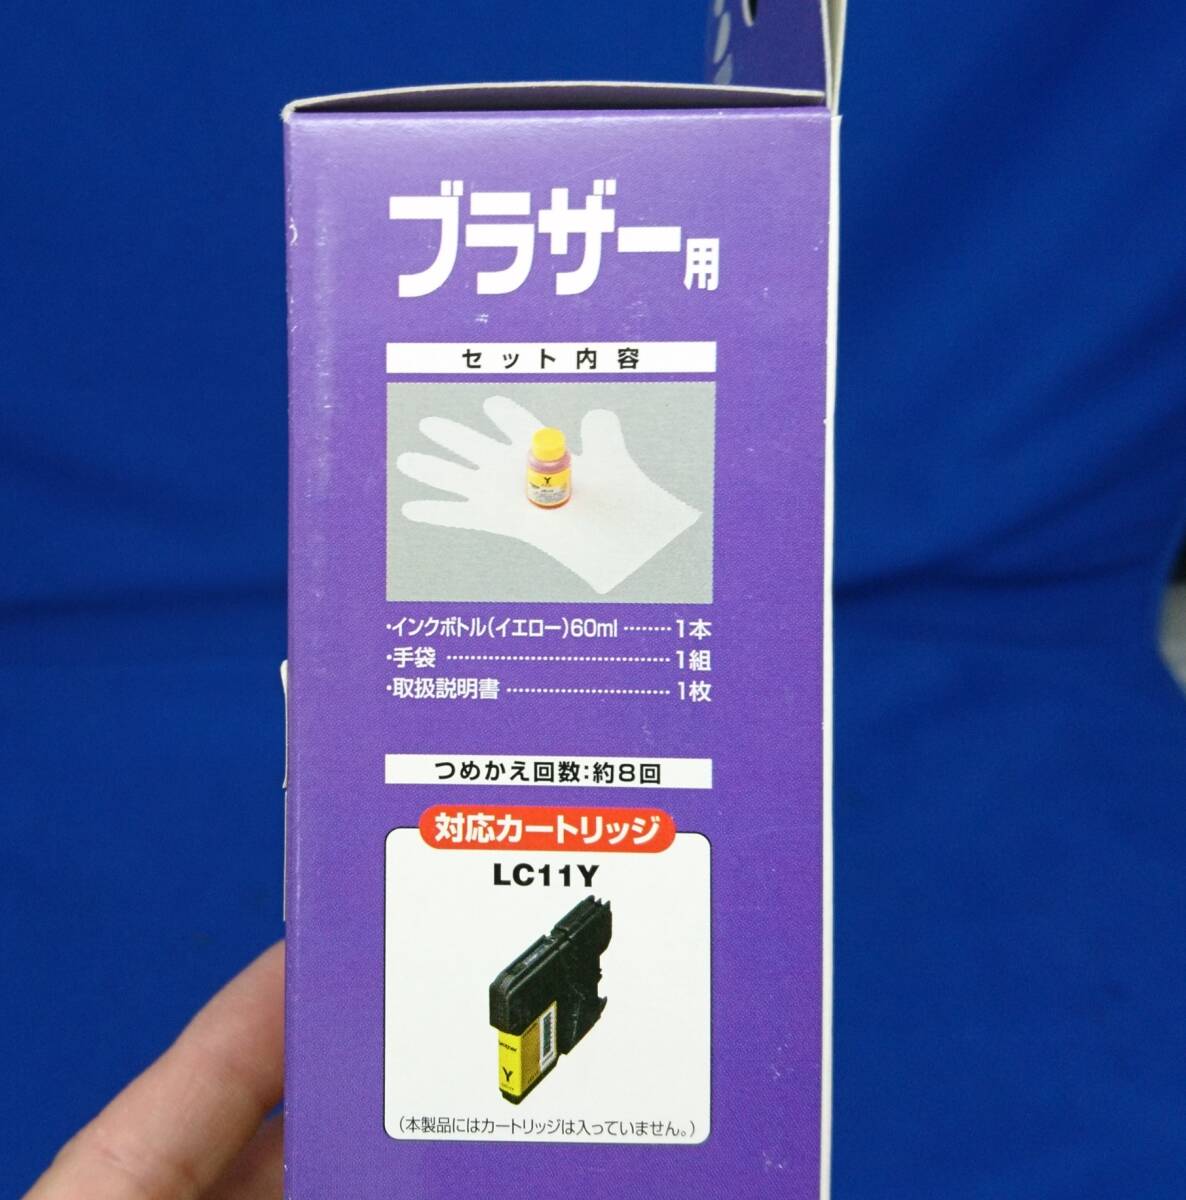 ブラザー用
セット内容
Y
・インクボトル(イエロー)60ml ········ 1本
・手袋 ····································· 1組
・取扱説明書 ··························· 1枚
つめかえ回数:約8回
対応カートリッジ
LC11Y
brother
Y
(本製品にはカートリッジは入っていません。)